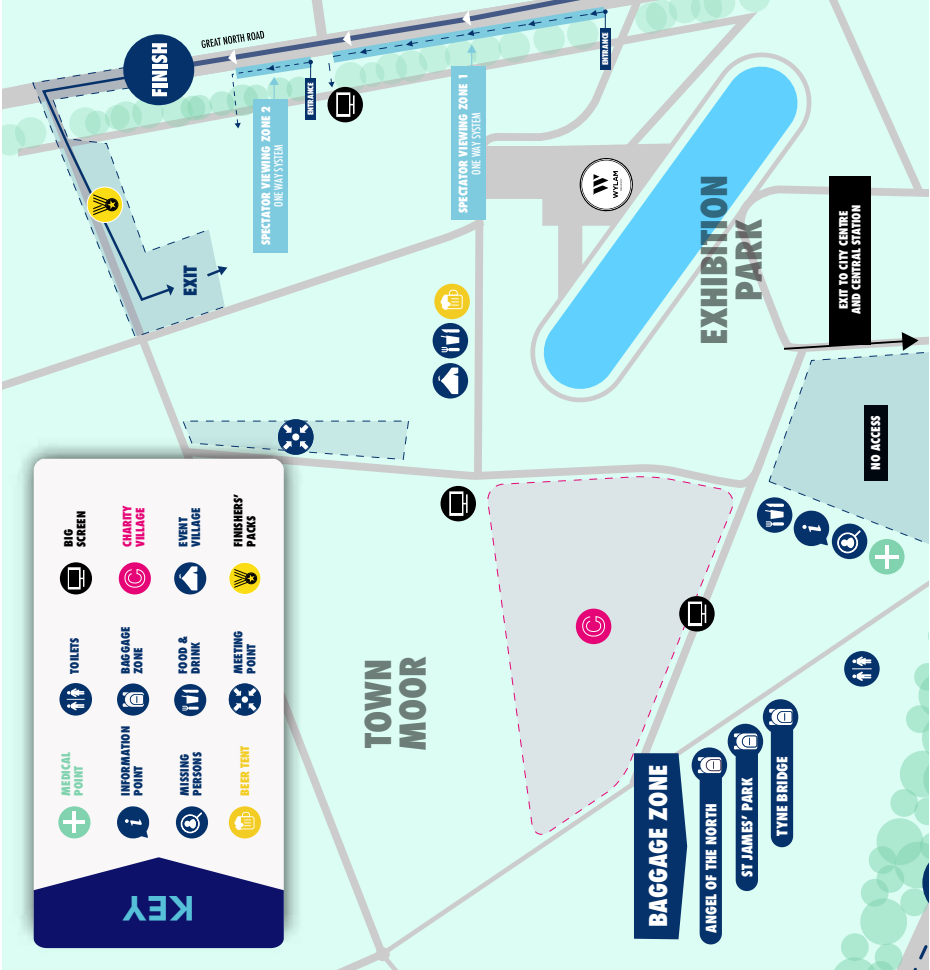 GREAT NORTH ROAD
FINISH
ENTRANCE
ENTRANCE
SPECTATOR VIEWING ZONE 2
ONE WAY SYSTEM
SPECTATOR VIEWING ZONE 1
ONE WAY SYSTEM
W
WYLAM
EXHIBITION
PARK
EXIT
EXIT TO CITY CENTRE
AND CENTRAL STATION
NO ACCESS
i
C
TOWN
MOOR
BAGGAGE ZONE
ANGEL OF THE NORTH
ST JAMES' PARK
TYNE BRIDGE
KEY
MEDICAL
POINT
i
INFORMATION
POINT
MISSING
PERSONS
BEER TENT
TOILETS
BAGGAGE
ZONE
FOOD &
DRINK
MEETING
POINT
BIG
SCREEN
C
CHARITY
VILLAGE
EVENT
VILLAGE
FINISHERS'
PACKS